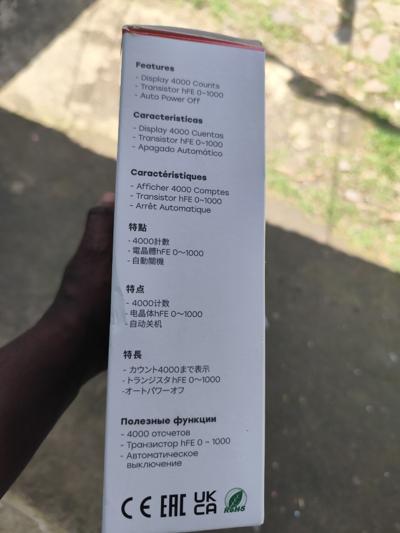 Features
- Display 4000 Counts
- Transistor hFE 0~1000
- Auto Power Off
Caracteristicas
- Display 4000 Cuentas
- Transistor hFE 0~1000
- Apagado Automático
Caractéristiques
- Afficher 4000 Comptes
- Transistor hFE 0~1000
- Arrêt Automatique
特點
- 4000計數
- 電晶體hFE 0～1000
- 自動關機
特点
- 4000计数
- 电晶体hFE 0～1000
- 自动关机
特長
- カウント4000まで表示
- トランジスタ hFE 0～1000
-オートパワーオフ
Полезные функции
- 4000 отсчетов
- Транзистор hFE 0 ~ 1000
- Автоматическое
выключение
CE EAC UK
CA RoHS